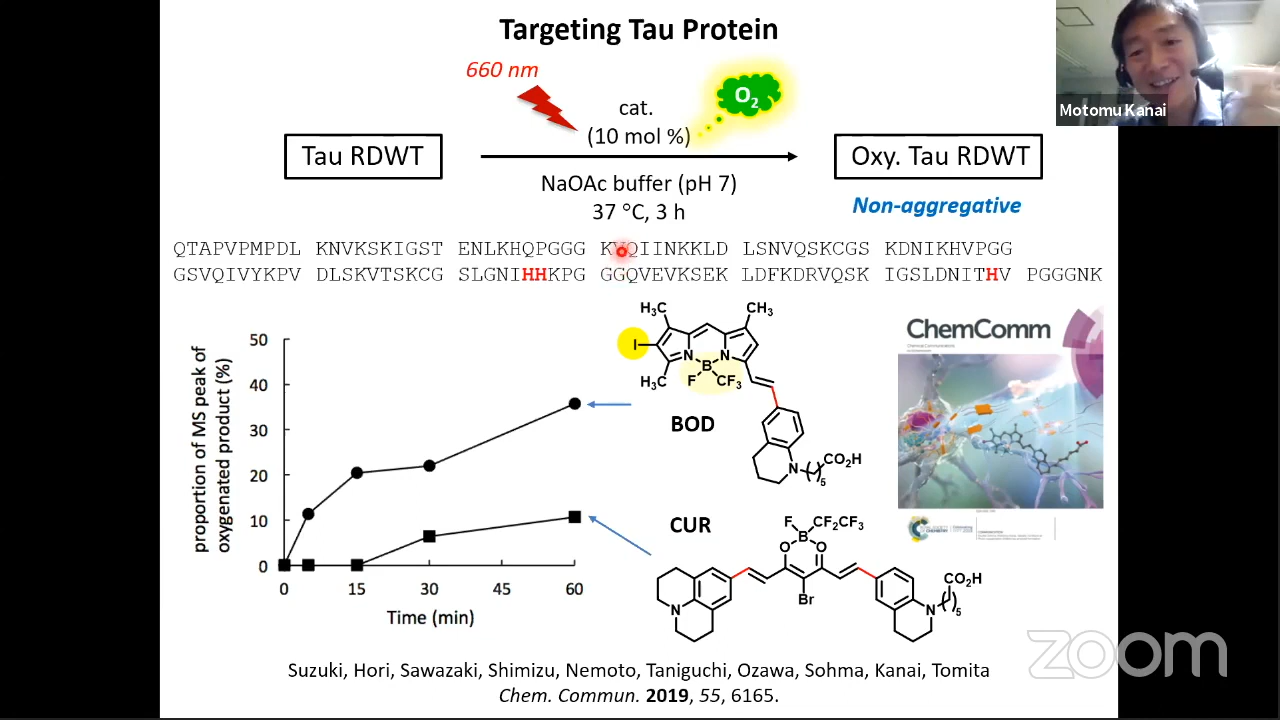 Targeting Tau Protein
660 nm
O2
cat.
(10 mol %)
Motomu Kanai
Tau RDWT
Oxy. Tau RDWT
NaOAc buffer (pH 7)
37 °C, 3 h
Non-aggregative
QTAPVPMPDL KNVKSKIGST ENLKHQPGGG KVQIINKKLD LSNVQSKCGS KDNIKHVPGG
GSVQIVYKPV DLSKVTSKCG SLGNIHHKPG GGQVEVKSEK LDFKDRVQSK IGSLDNITHV PGGGNK
H3C
CH3
I
N
N
B
F
CF3
H3C
BOD
N
5
CO2H
ChemComm
Chemical Communications
proportion of MS peak of
oxygenated product (%)
50
40
30
20
10
0
0
15
30
45
60
Time (min)
CUR
F
CF2CF3
B
O
O
Br
N
N
5
CO2H
zoom
Suzuki, Hori, Sawazaki, Shimizu, Nemoto, Taniguchi, Ozawa, Sohma, Kanai, Tomita
Chem. Commun. 2019, 55, 6165.